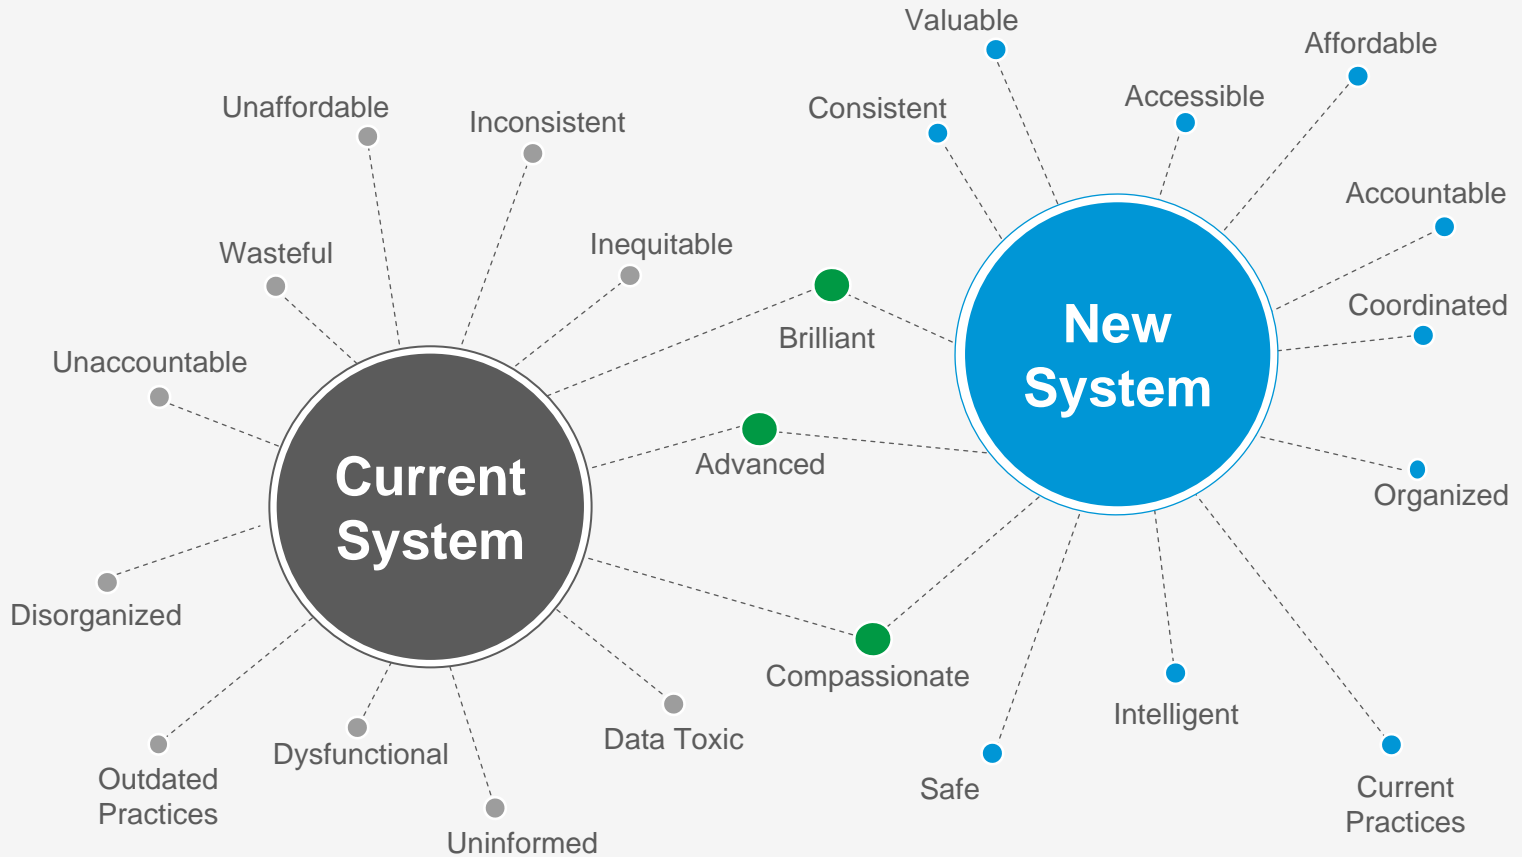 Valuable
Affordable
Unaffordable
Inconsistent
Consistent
Accessible
Wasteful
Inequitable
Accountable
Coordinated
Brilliant
New
System
Unaccountable
Advanced
Current
System
Organized
Disorganized
Compassionate
Intelligent
Data Toxic
Dysfunctional
Safe
Outdated
Practices
Current
Practices
Uninformed